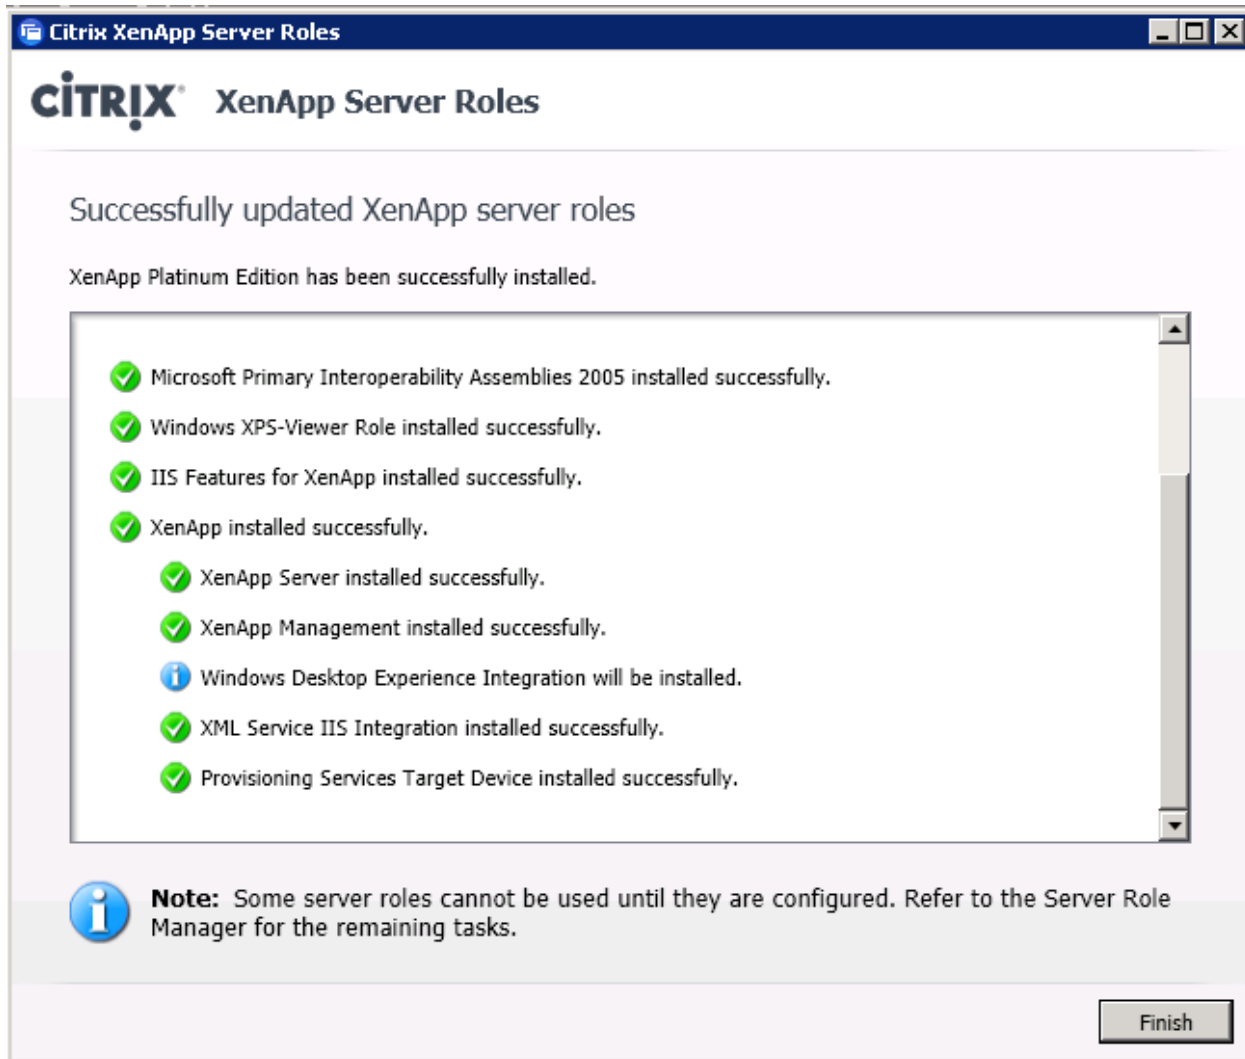 Citrix XenApp Server Roles
CİTRIX XenApp Server Roles
Successfully updated XenApp server roles
XenApp Platinum Edition has been successfully installed.
Microsoft Primary Interoperability Assemblies 2005 installed successfully.
Windows XPS-Viewer Role installed successfully.
IIS Features for XenApp installed successfully.
XenApp installed successfully.
XenApp Server installed successfully.
XenApp Management installed successfully.
Windows Desktop Experience Integration will be installed.
XML Service IIS Integration installed successfully.
Provisioning Services Target Device installed successfully.
Note: Some server roles cannot be used until they are configured. Refer to the Server Role
Manager for the remaining tasks.
Finish